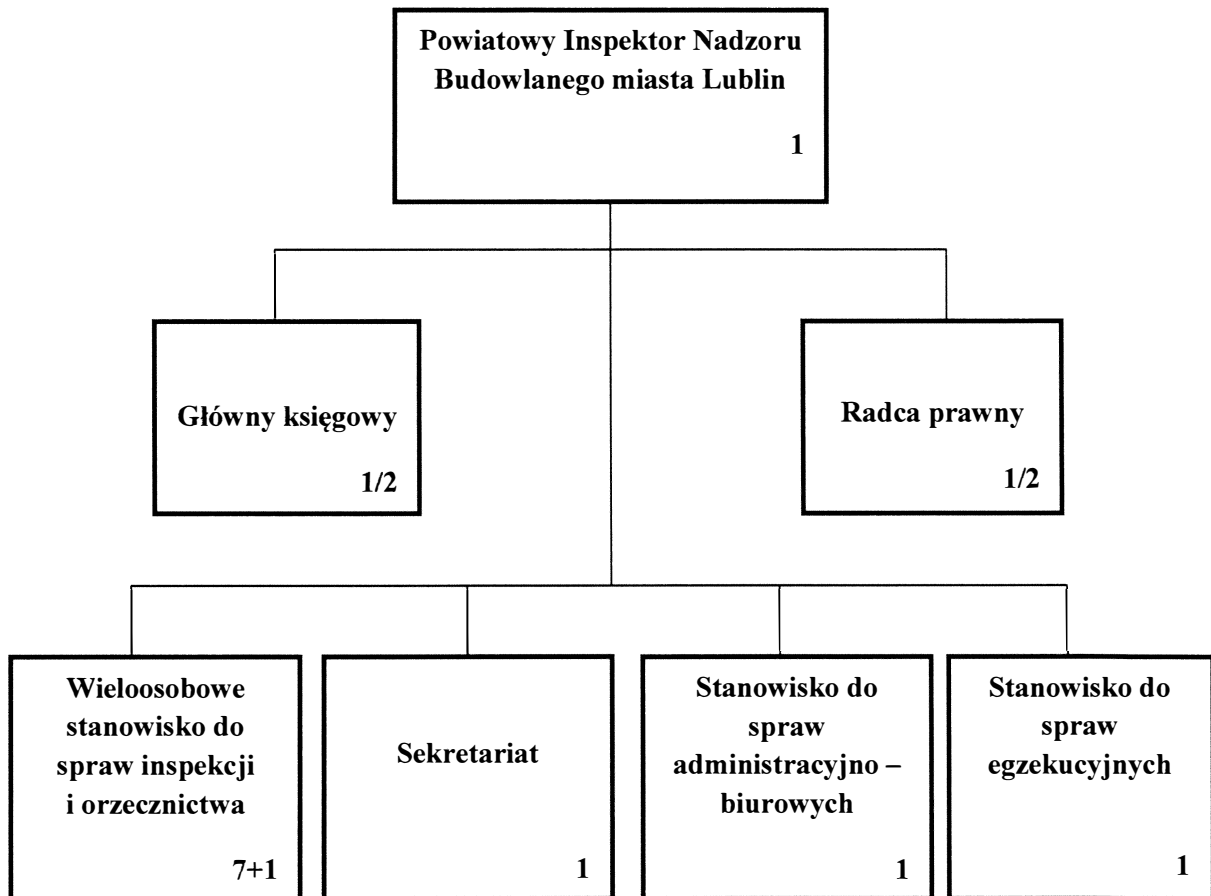 Powiatowy Inspektor Nadzoru
Budowlanego miasta Lublin
1
Główny księgowy
1/2
Radca prawny
1/2
Wieloosobowe
stanowisko do
spraw inspekcji
i orzecznictwa
7+1
Sekretariat
1
Stanowisko do
spraw
administracyjno –
biurowych
1
Stanowisko do
spraw
egzekucyjnych
1